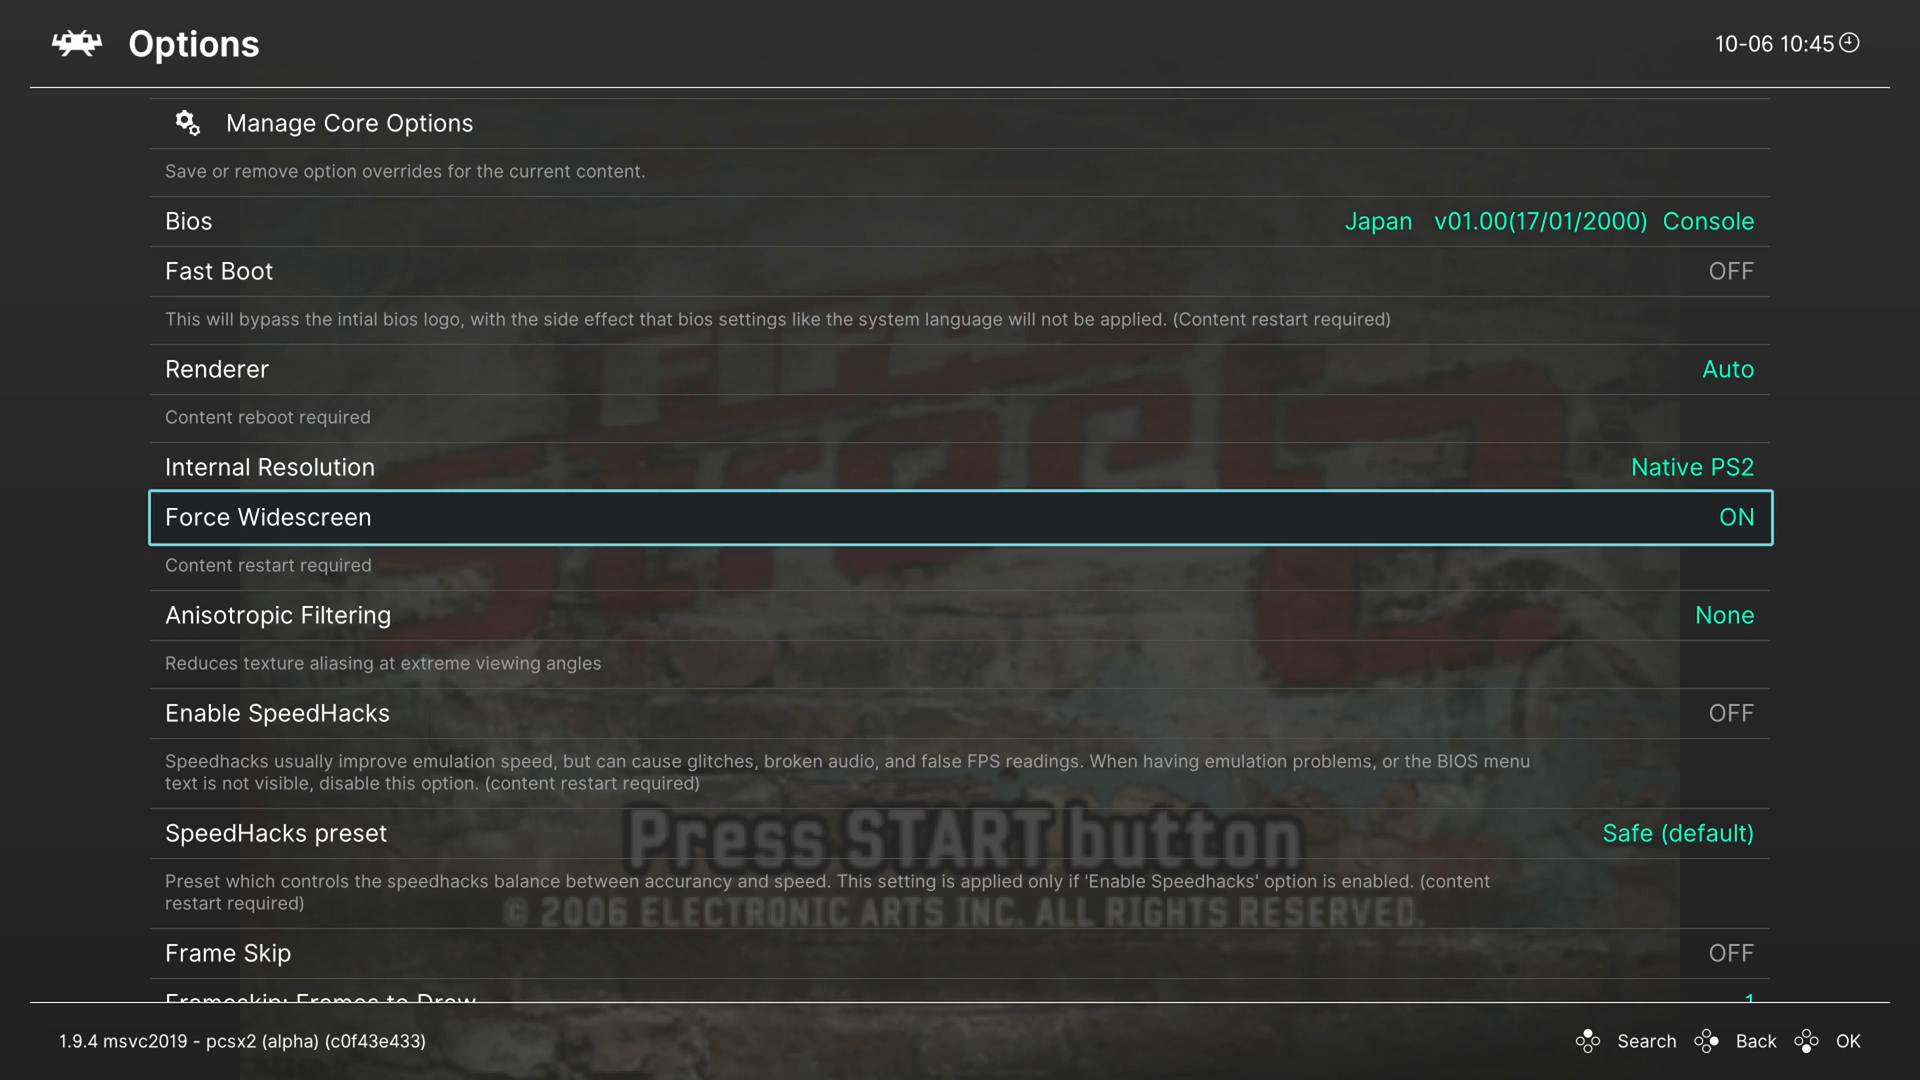 Options
10-06 10:45
Manage Core Options
Save or remove option overrides for the current content.
Bios
Japan v01.00(17/01/2000) Console
Fast Boot
OFF
This will bypass the intial bios logo, with the side effect that bios settings like the system language will not be applied. (Content restart required)
Renderer
Auto
Content reboot required
Internal Resolution
Native PS2
Force Widescreen
ON
Content restart required
Anisotropic Filtering
None
Reduces texture aliasing at extreme viewing angles
Enable SpeedHacks
OFF
Speedhacks usually improve emulation speed, but can cause glitches, broken audio, and false FPS readings. When having emulation problems, or the BIOS menu
text is not visible, disable this option. (content restart required)
SpeedHacks preset
Safe (default)
Preset which controls the speedhacks balance between accurancy and speed. This setting is applied only if 'Enable Speedhacks' option is enabled. (content
restart required)
Frame Skip
OFF
Frameskip: Frames to Draw
1
FIFA
Street 2
Press START button
© 2006 ELECTRONIC ARTS INC. ALL RIGHTS RESERVED.
1.9.4 msvc2019 - pcsx2 (alpha) (c0f43e433)
Search
Back
OK